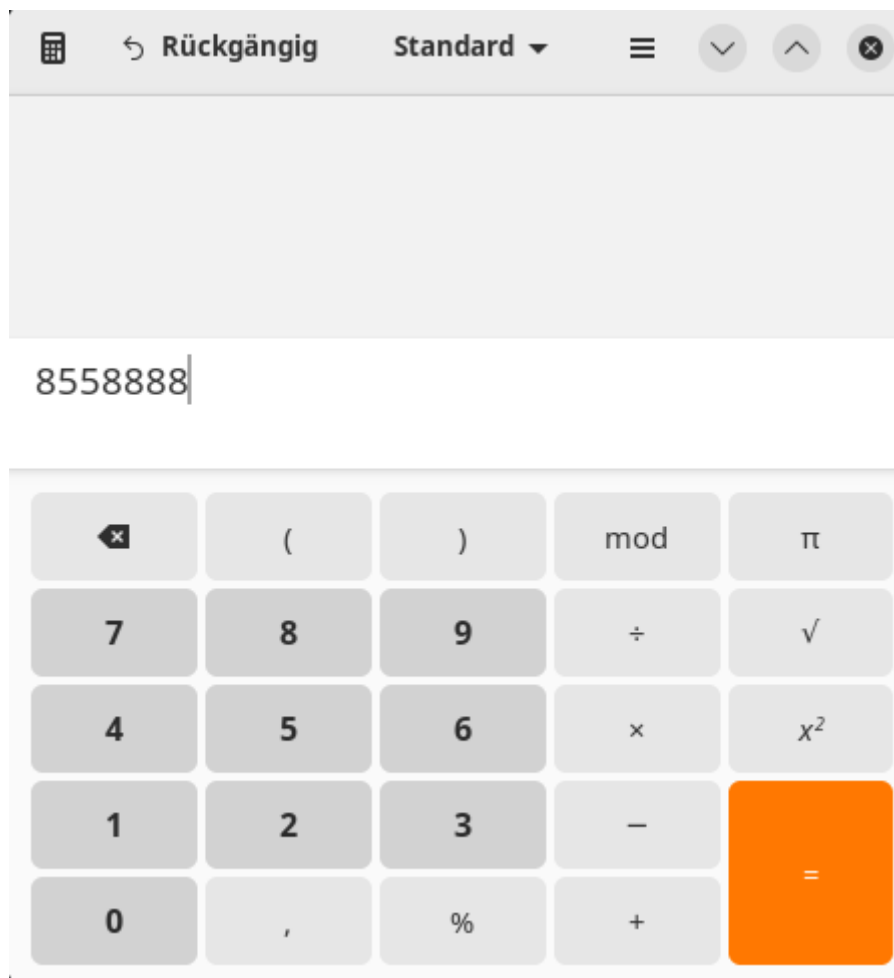 Rückgängig Standard
8558888
( ) mod π
7 8 9 ÷ √
4 5 6 × x²
1 2 3 −
0 , % + =